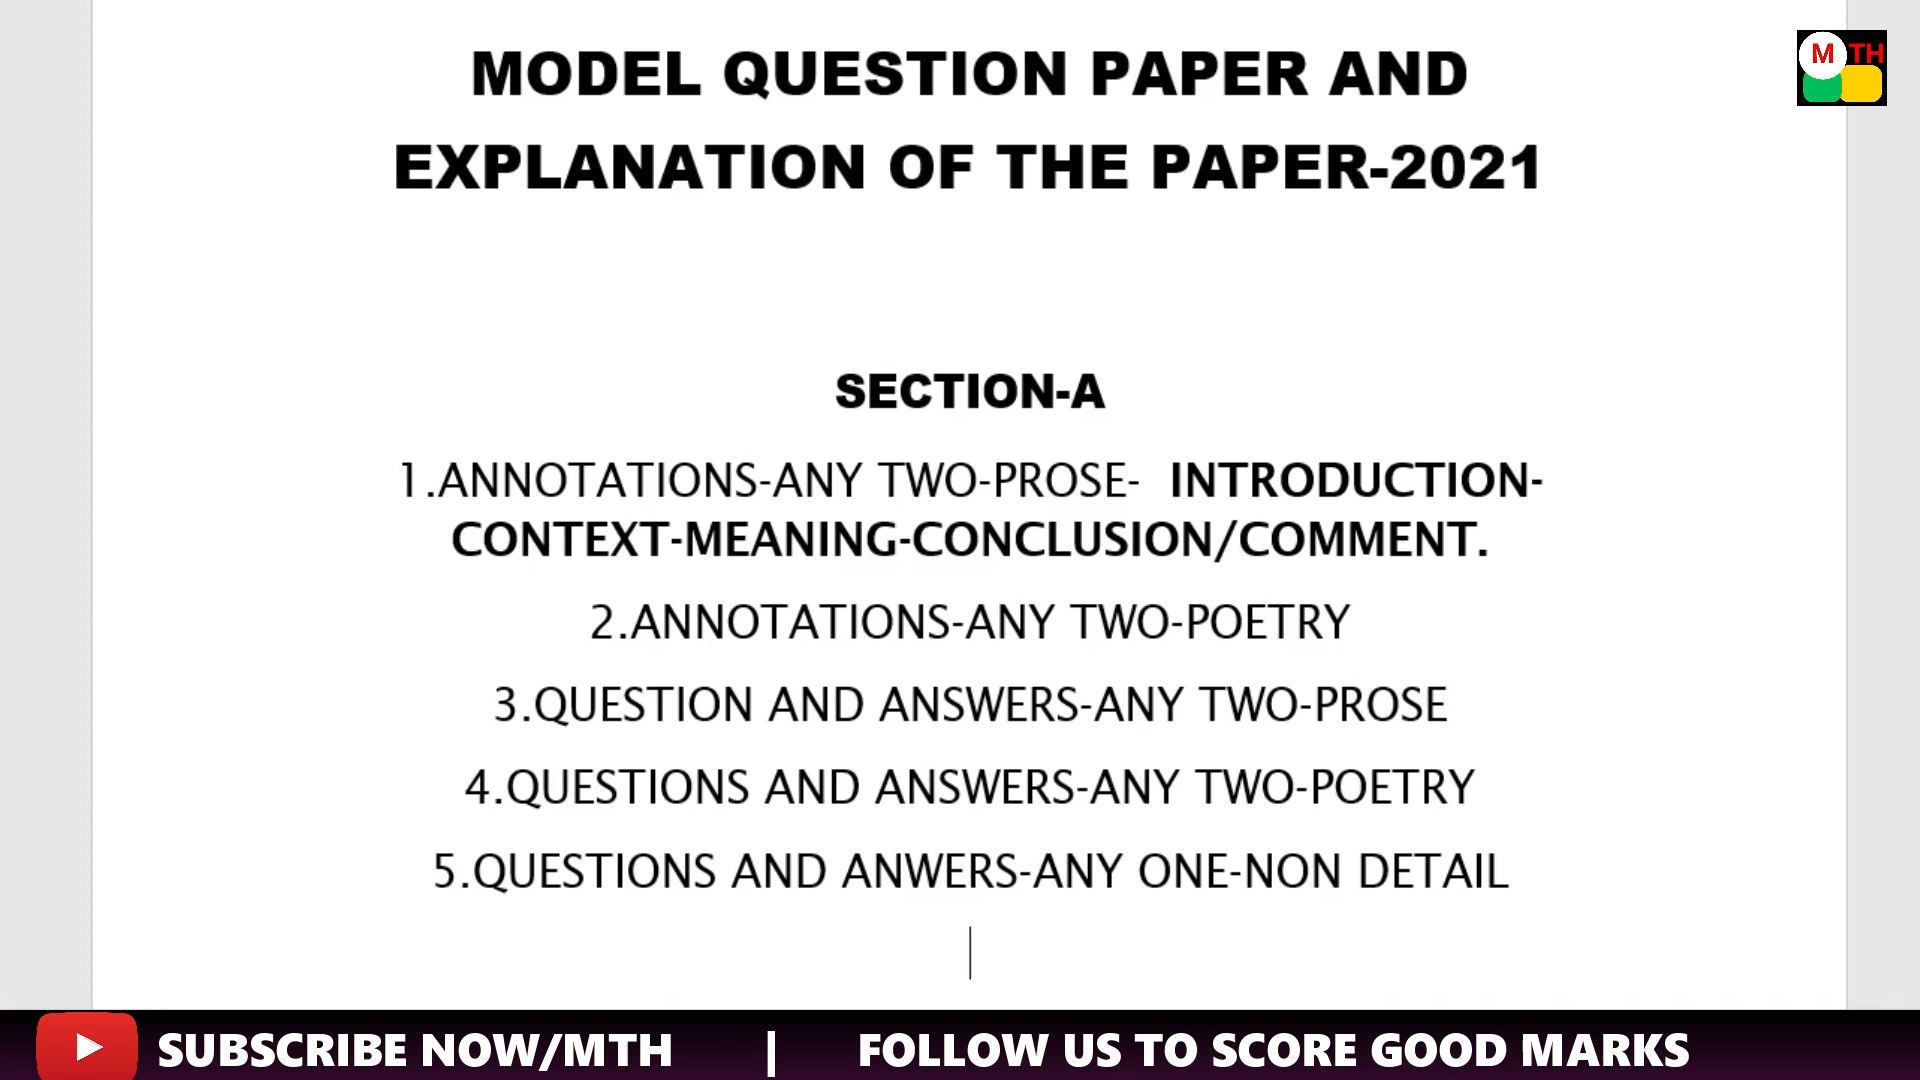 MODEL QUESTION PAPER AND
EXPLANATION OF THE PAPER-2021
M TH
SECTION-A
1.ANNOTATIONS-ANY TWO-PROSE- INTRODUCTION-
CONTEXT-MEANING-CONCLUSION/COMMENT.
2.ANNOTATIONS-ANY TWO-POETRY
3.QUESTION AND ANSWERS-ANY TWO-PROSE
4.QUESTIONS AND ANSWERS-ANY TWO-POETRY
5.QUESTIONS AND ANWERS-ANY ONE-NON DETAIL
SUBSCRIBE NOW/MTH | FOLLOW US TO SCORE GOOD MARKS